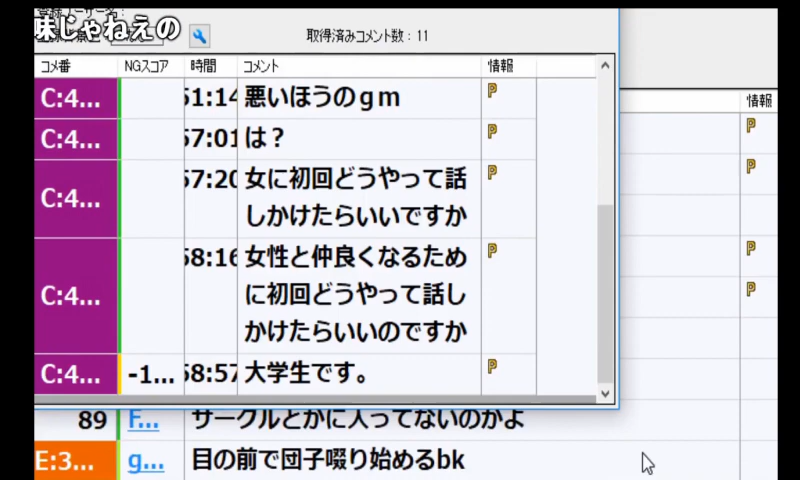 味じゃねえの
取得済みコメント数：11
コメ番 NGスコア 時間 コメント 情報
C:4... 51:14 悪いほうのgm P
C:4... 57:01 は？ P
C:4... 57:20 女に初回どうやって話
しかけたらいいですか P
C:4... 58:16 女性と仲良くなるため
に初回どうやって話し
かけたらいいのですか P
C:4... -1... 58:57 大学生です。 P
情報
P
P
P
P
89 F... サークルとかに入ってないのかよ
E:3... g... 目の前で団子啜り始めるbk